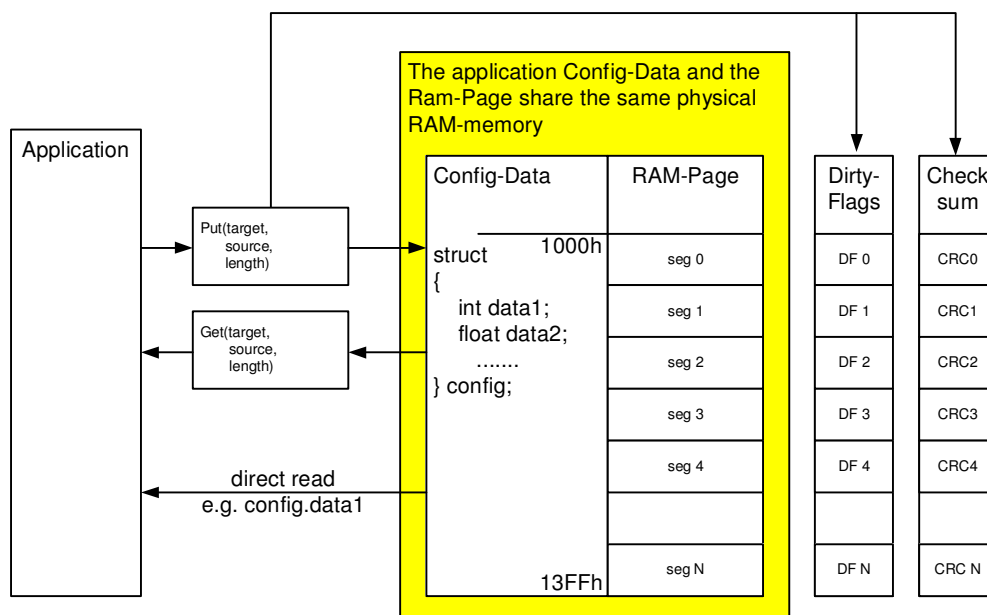 The application Config-Data and the
Ram-Page share the same physical
RAM-memory
Application
Put(target,
source,
length)
Get(target,
source,
length)
direct read
e.g. config.data1
Config-Data
1000h
struct
{
int data1;
float data2;
.......
} config;
13FFh
RAM-Page
seg 0
seg 1
seg 2
seg 3
seg 4
seg N
Dirty-
Flags
DF 0
DF 1
DF 2
DF 3
DF 4
DF N
Check
sum
CRC0
CRC1
CRC2
CRC3
CRC4
CRC N